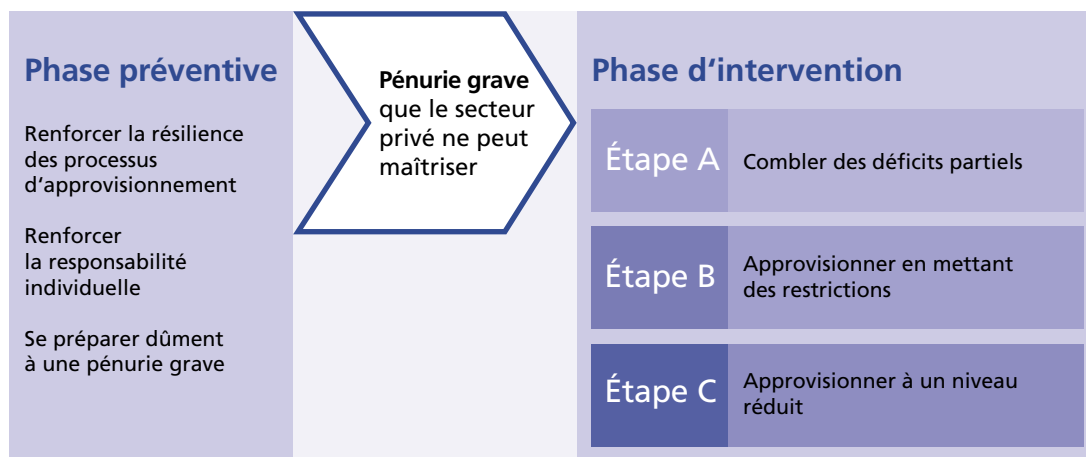 Phase préventive
Renforcer la résilience
des processus
d‘approvisionnement
Renforcer
la responsabilité
individuelle
Se préparer dûment
à une pénurie grave
Pénurie grave
que le secteur
privé ne peut
maîtriser
Phase d‘intervention
Étape A
Combler des déficits partiels
Étape B
Approvisionner en mettant
des restrictions
Étape C
Approvisionner à un niveau
réduit